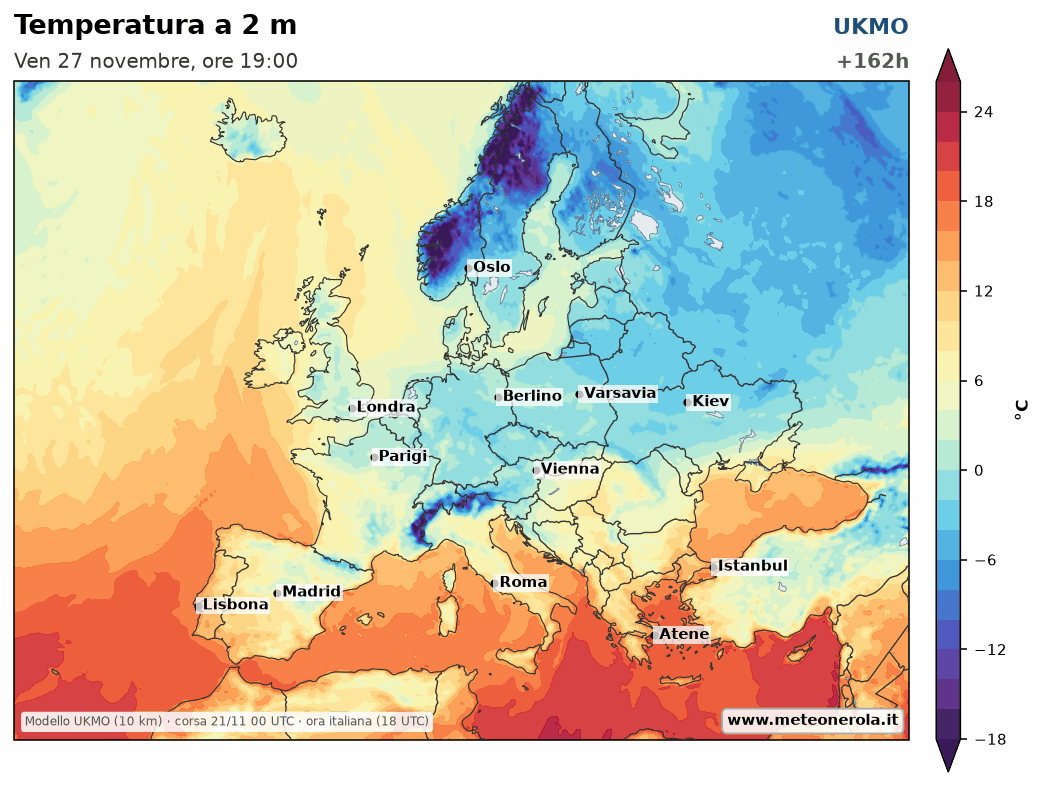 Temperatura a 2 m
UKMO
Ven 27 novembre, ore 19:00
+162h
Oslo
Londra
Berlino
Varsavia
Kiev
Parigi
Vienna
Istanbul
Roma
Madrid
Lisbona
Atene
24
18
12
6
0
−6
−12
−18
°C
Modello UKMO (10 km) · corsa 21/11 00 UTC · ora italiana (18 UTC)
www.meteonerola.it